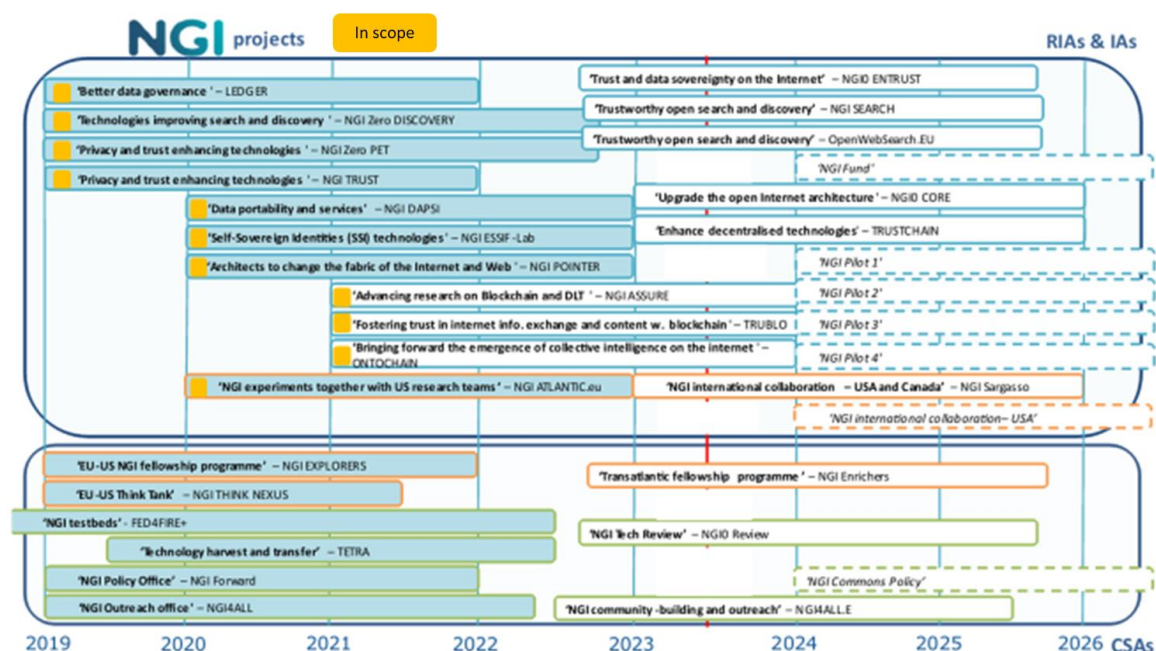 NGI projects
In scope
RIAs & IAs
'Better data governance ' – LEDGER
'Trust and data sovereignty on the Internet' – NGI0 ENTRUST
'Technologies improving search and discovery ' – NGI Zero DISCOVERY
'Trustworthy open search and discovery' – NGI SEARCH
'Privacy and trust enhancing technologies ' – NGI Zero PET
'Trustworthy open search and discovery' – OpenWebSearch.EU
'Privacy and trust enhancing technologies ' – NGI TRUST
'NGI Fund'
'Data portability and services' – NGI DAPSI
'Upgrade the open Internet architecture' – NGI0 CORE
'Self-Sovereign Identities (SSI) technologies' – NGI ESSIF-Lab
'Enhance decentralised technologies' – TRUSTCHAIN
'Architects to change the fabric of the Internet and Web ' – NGI POINTER
'NGI Pilot 1'
'Advancing research on Blockchain and DLT ' – NGI ASSURE
'NGI Pilot 2'
'Fostering trust in internet info. exchange and content w. blockchain' – TRUBLO
'NGI Pilot 3'
'Bringing forward the emergence of collective intelligence on the internet ' –
ONTOCHAIN
'NGI Pilot 4'
'NGI experiments together with US research teams' – NGI ATLANTIC.eu
'NGI international collaboration – USA and Canada' – NGI Sargasso
'NGI international collaboration– USA'
'EU-US NGI fellowship programme' – NGI EXPLORERS
'Transatlantic fellowship programme ' – NGI Enrichers
'EU-US Think Tank' – NGI THINK NEXUS
'NGI testbeds' - FED4FIRE+
'NGI Tech Review' – NGI0 Review
'Technology harvest and transfer' – TETRA
'NGI Policy Office' – NGI Forward
'NGI Commons Policy'
'NGI Outreach office' – NGI4ALL
'NGI community -building and outreach' – NGI4ALL.E
2019 2020 2021 2022 2023 2024 2025 2026 CSAs